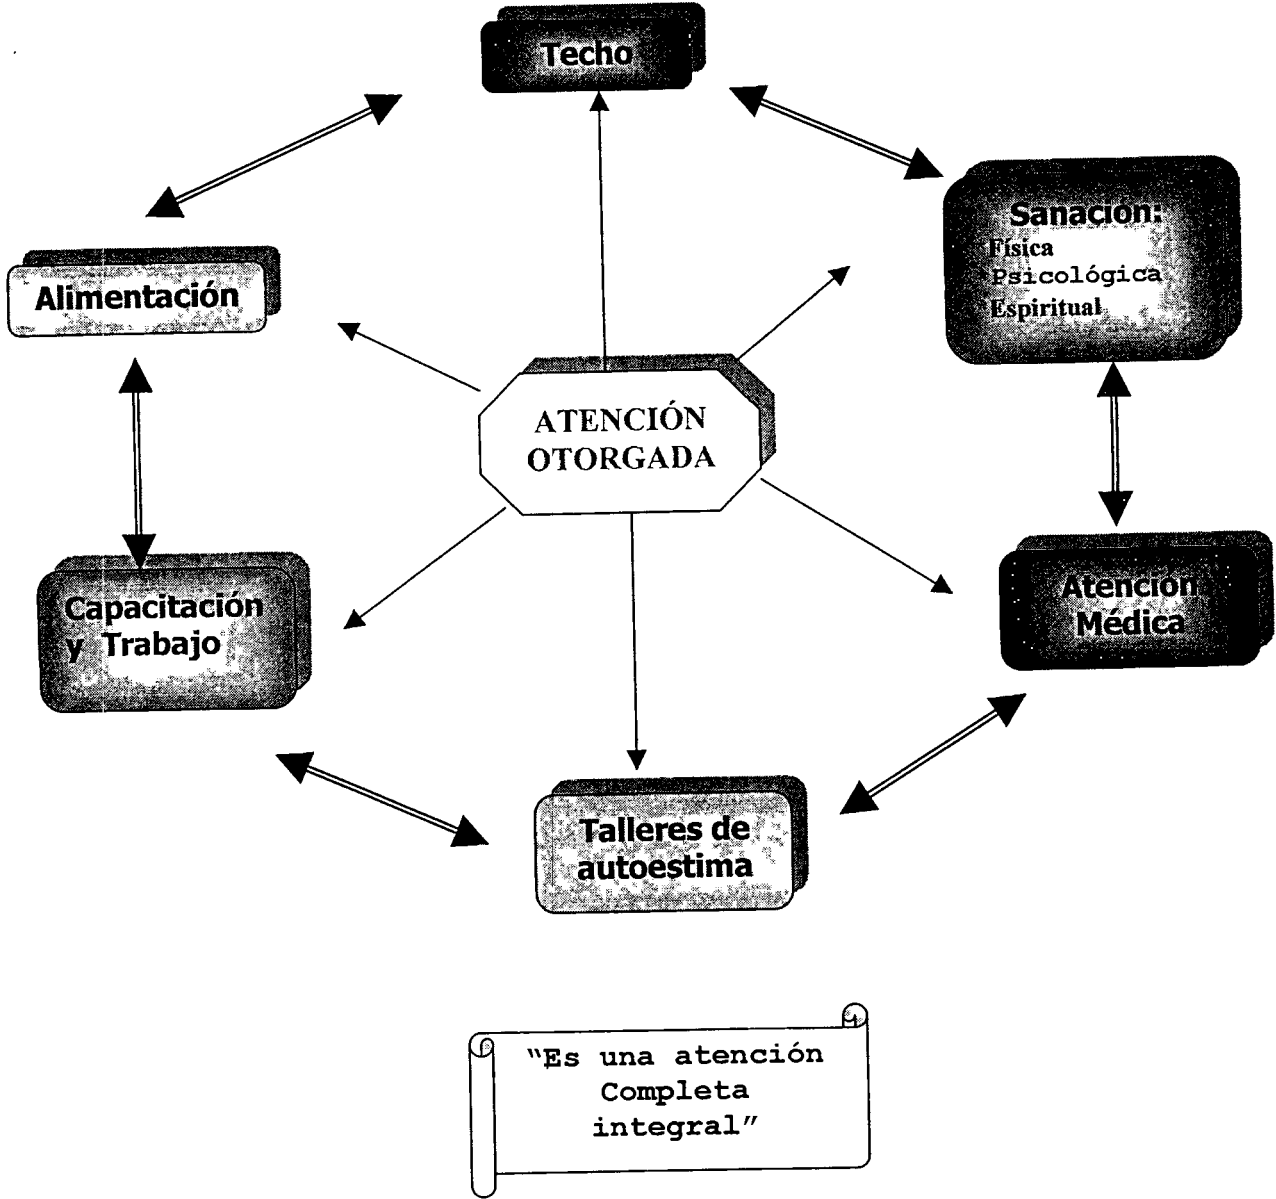 Techo
Sanación:
Física
Psicológica
Espiritual
Alimentación
ATENCIÓN
OTORGADA
Capacitación
y Trabajo
Atención
Médica
Talleres de
autoestima
"Es una atención
Completa
integral"